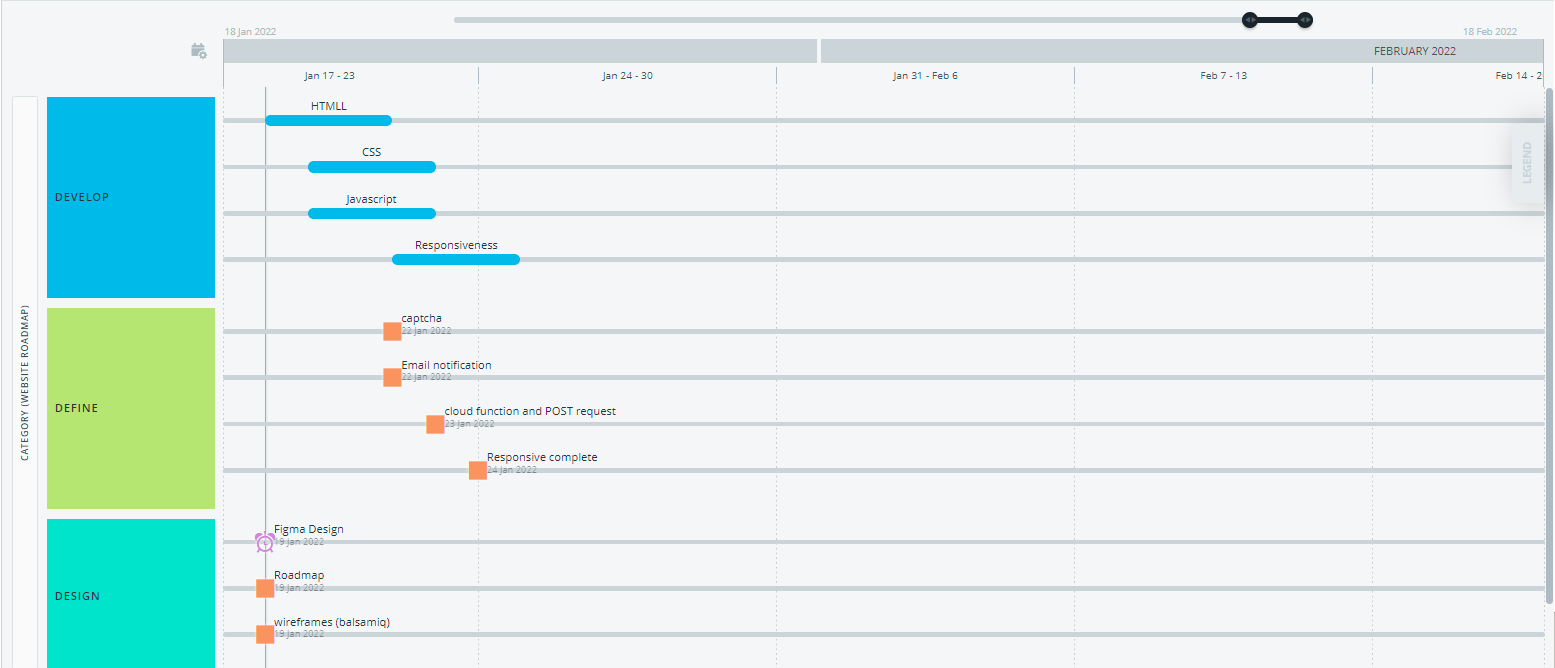 18 Jan 2022
18 Feb 2022
FEBRUARY 2022
Jan 17 - 23
Jan 24 - 30
Jan 31 - Feb 6
Feb 7 - 13
Feb 14 - 2
CATEGORY (WEBSITE ROADMAP)
LEGEND
DEVELOP
HTMLL
CSS
Javascript
Responsiveness
DEFINE
captcha
22 Jan 2022
Email notification
22 Jan 2022
cloud function and POST request
23 Jan 2022
Responsive complete
24 Jan 2022
DESIGN
Figma Design
19 Jan 2022
Roadmap
19 Jan 2022
wireframes (balsamiq)
19 Jan 2022